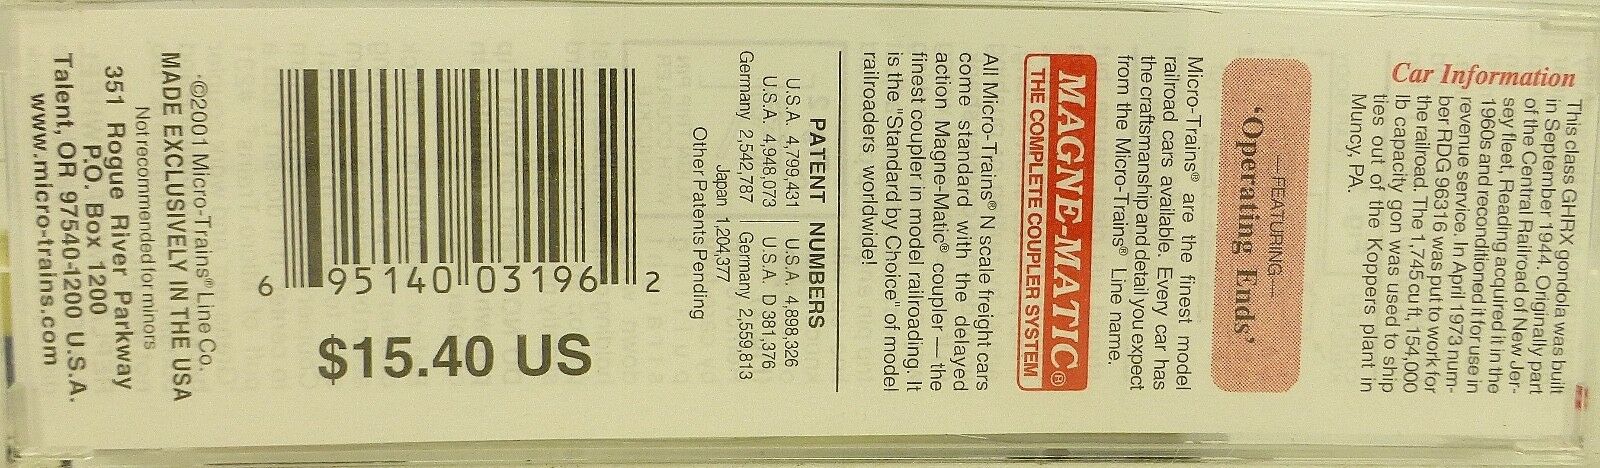 Car Information
This class GHRX gondola was built
in September 1944. Originally part
of the Central Railroad of New Jer-
sey fleet, Reading acquired it in the
1960s and reconditioned it for use in
revenue service. In April 1973 num-
ber RDG 96316 was put to work for
the railroad. The 1,745 cu ft, 154,000
lb capacity gon was used to ship
ties out of the Koppers plant in
Muncy, PA.
—FEATURING—
'Operating Ends'
Micro-Trains® are the finest model
railroad cars available. Every car has
the craftsmanship and detail you expect
from the Micro-Trains® Line name.
MAGNE-MATIC®
THE COMPLETE COUPLER SYSTEM
All Micro-Trains® N scale freight cars
come standard with the delayed
action Magne-Matic® coupler — the
finest coupler in model railroading. It
is the "Standard by Choice" of model
railroaders worldwide!
PATENT NUMBERS
U.S.A. 4,799,431 | U.S.A. 4,898,326
U.S.A. 4,948,073 | U.S.A. D 381,376
Germany 2,542,787 | Germany 2,559,813
Japan 1,204,377
Other Patents Pending
6 95140 03196 2
$15.40 US
©2001 Micro-Trains® Line Co.
MADE EXCLUSIVELY IN THE USA
Not recommended for minors
351 Rogue River Parkway
P.O. Box 1200
Talent, OR 97540-1200 U.S.A.
www.micro-trains.com